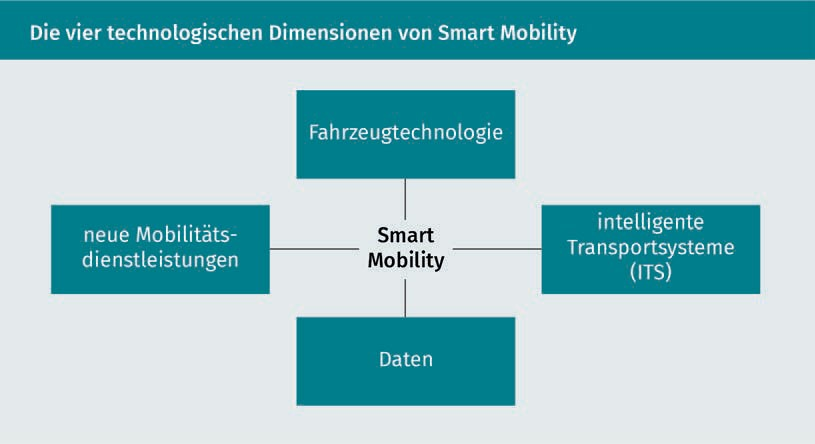 Die vier technologischen Dimensionen von Smart Mobility
Fahrzeugtechnologie
neue Mobilitäts-
dienstleistungen
Smart
Mobility
intelligente
Transportsysteme
(ITS)
Daten